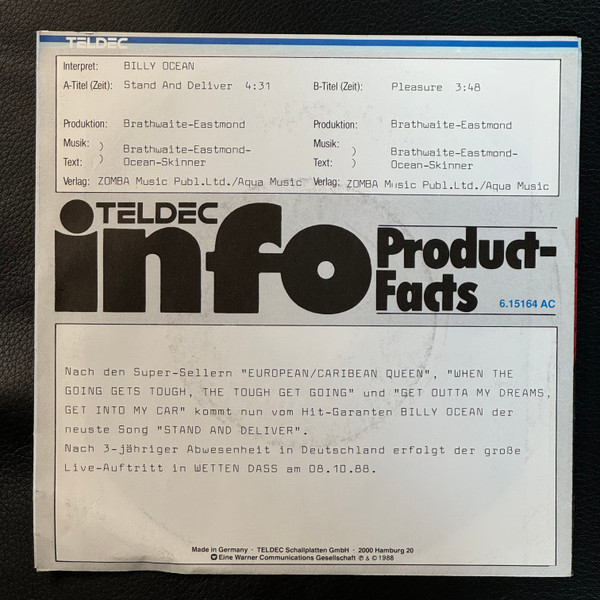 TELDEC
Interpret: BILLY OCEAN
A-Titel (Zeit): Stand And Deliver 4:31 B-Titel (Zeit): Pleasure 3:48
Produktion: Brathwaite-Eastmond Produktion: Brathwaite-Eastmond
Musik: ) Brathwaite-Eastmond- Musik: ) Brathwaite-Eastmond-
Text: ) Ocean-Skinner Text: ) Ocean-Skinner
Verlag: ZOMBA Music Publ.Ltd./Aqua Music Verlag: ZOMBA Music Publ.Ltd./Aqua Music
TELDEC
info
Product-
Facts
6.15164 AC
Nach den Super-Sellern "EUROPEAN/CARIBEAN QUEEN", "WHEN THE
GOING GETS TOUGH, THE TOUGH GET GOING" und "GET OUTTA MY DREAMS,
GET INTO MY CAR" kommt nun vom Hit-Garanten BILLY OCEAN der
neuste Song "STAND AND DELIVER".
Nach 3-jähriger Abwesenheit in Deutschland erfolgt der große
Live-Auftritt in WETTEN DASS am 08.10.88.
Made in Germany · TELDEC Schallplatten GmbH · 2000 Hamburg 20
Eine Warner Communications Gesellschaft ℗ & © 1988